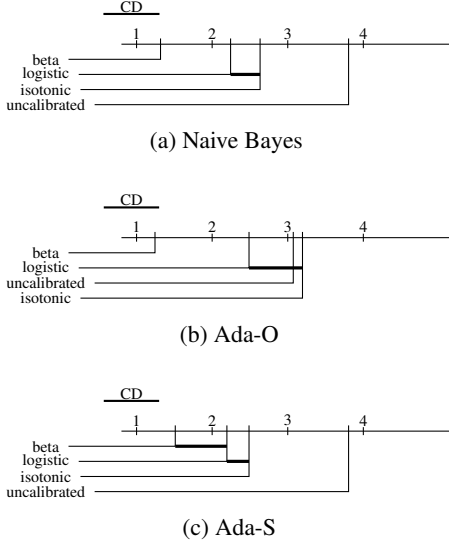 CD
1 2 3 4
beta
logistic
isotonic
uncalibrated
(a) Naive Bayes
CD
1 2 3 4
beta
logistic
uncalibrated
isotonic
(b) Ada-O
CD
1 2 3 4
beta
logistic
isotonic
uncalibrated
(c) Ada-S